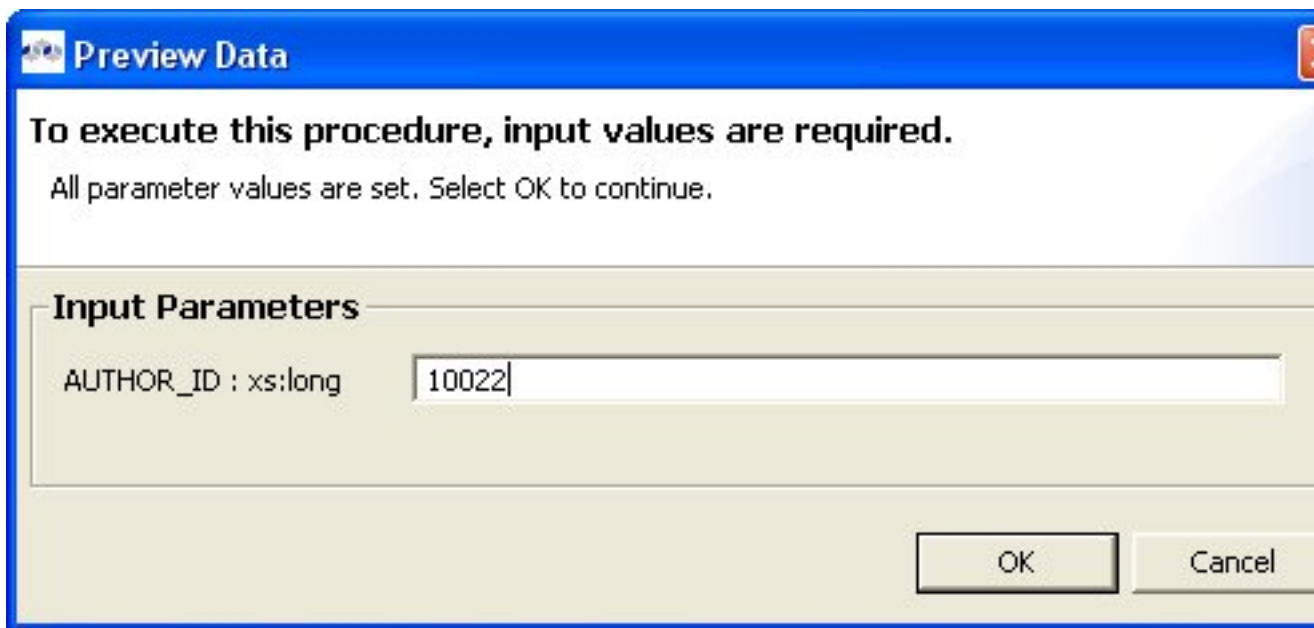 Preview Data
To execute this procedure, input values are required.
All parameter values are set. Select OK to continue.
Input Parameters
AUTHOR_ID : xs:long 10022
OK Cancel